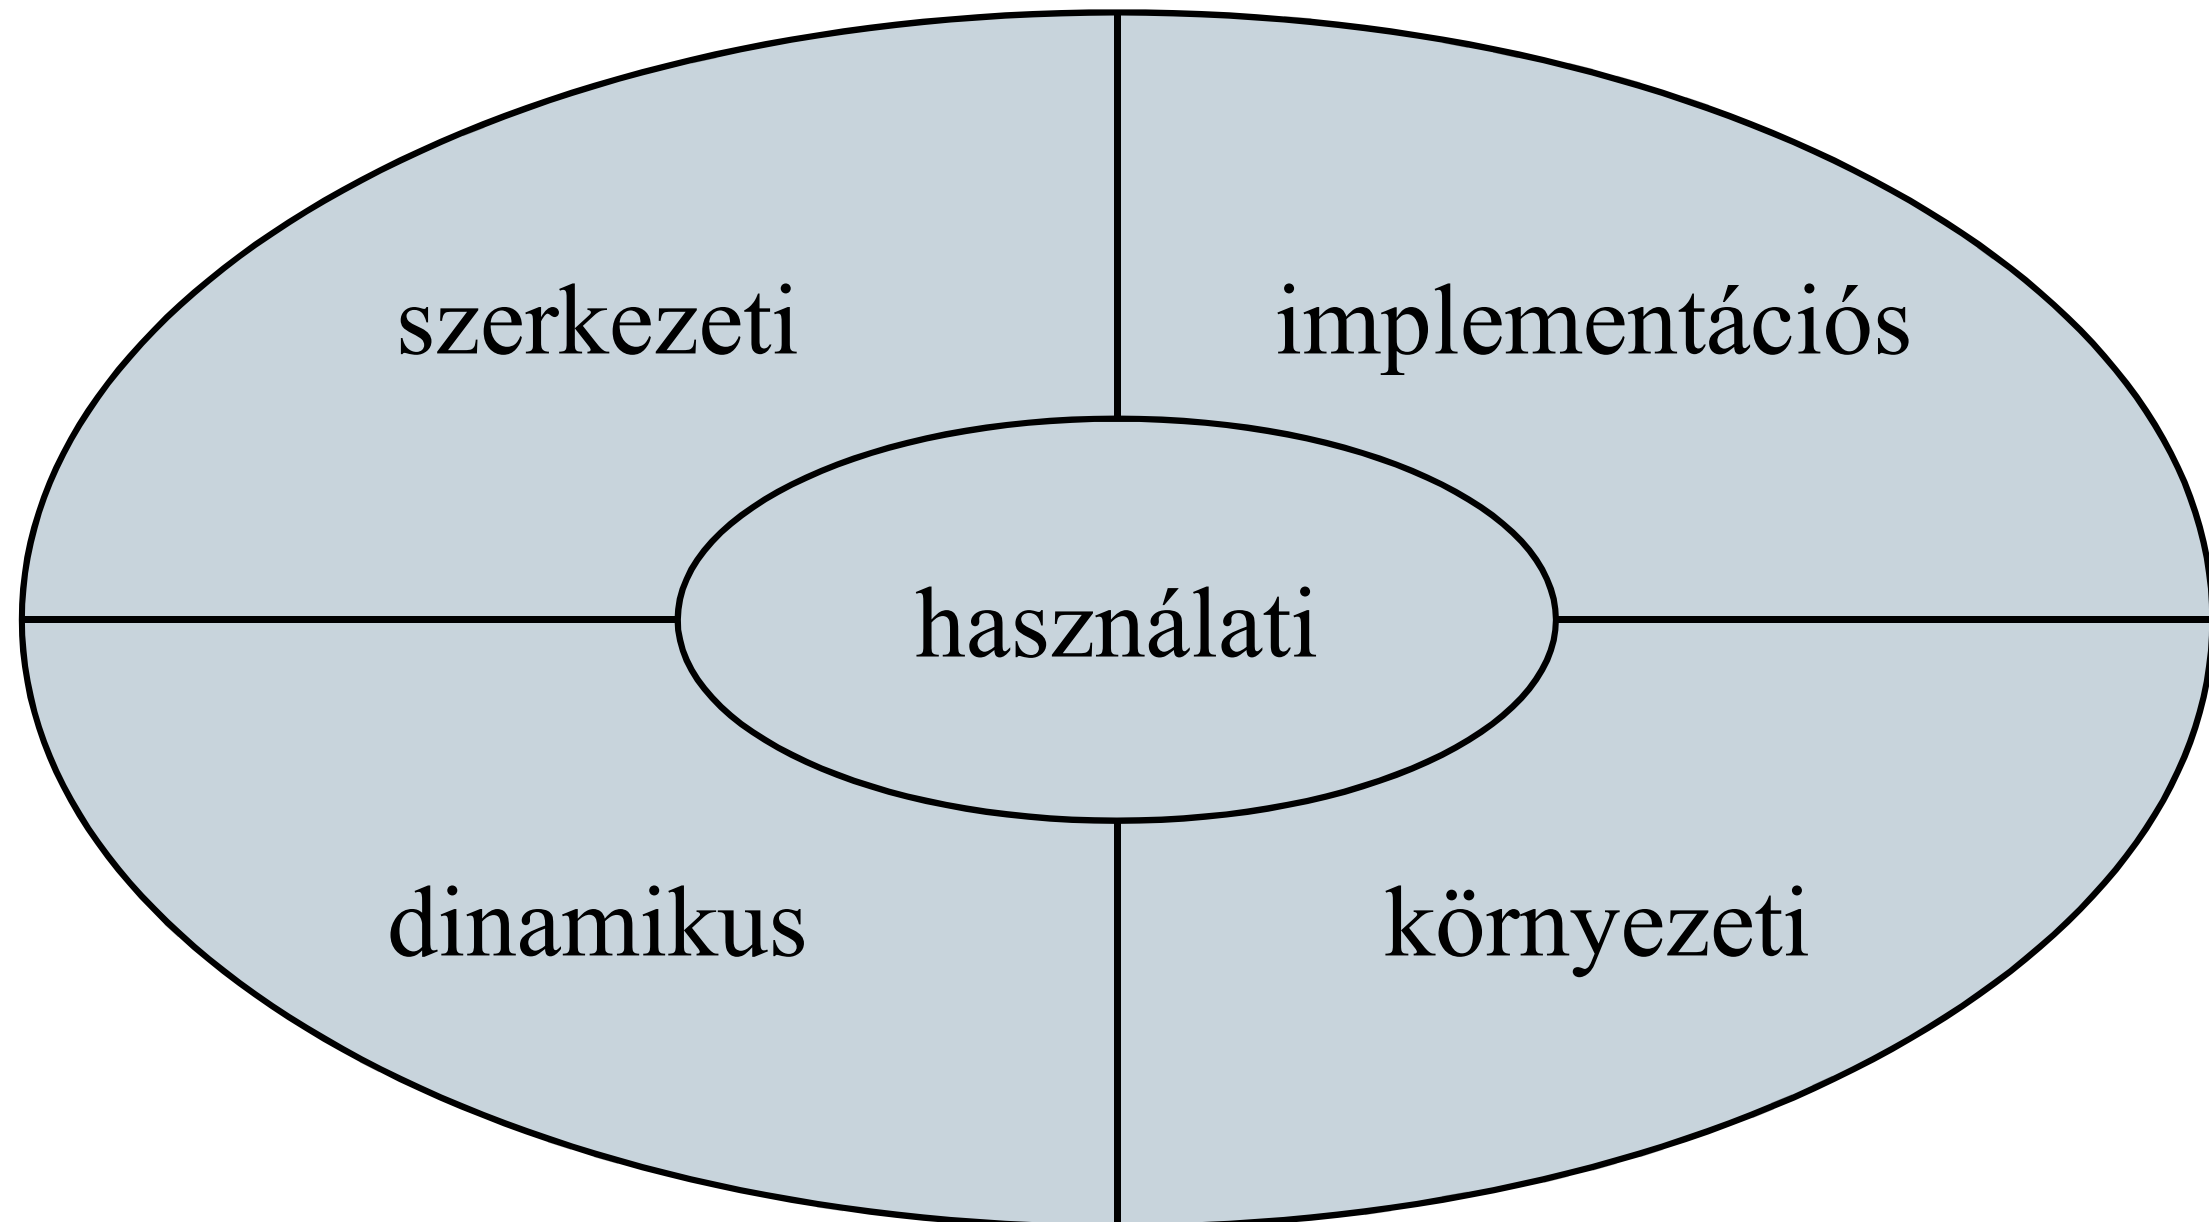 szerkezeti
implementációs
használati
dinamikus
környezeti